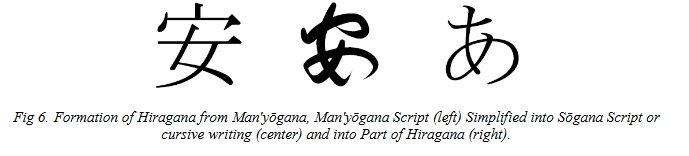 安 安 あ
Fig 6. Formation of Hiragana from Man'yōgana, Man'yōgana Script (left) Simplified into Sōgana Script or
cursive writing (center) and into Part of Hiragana (right).